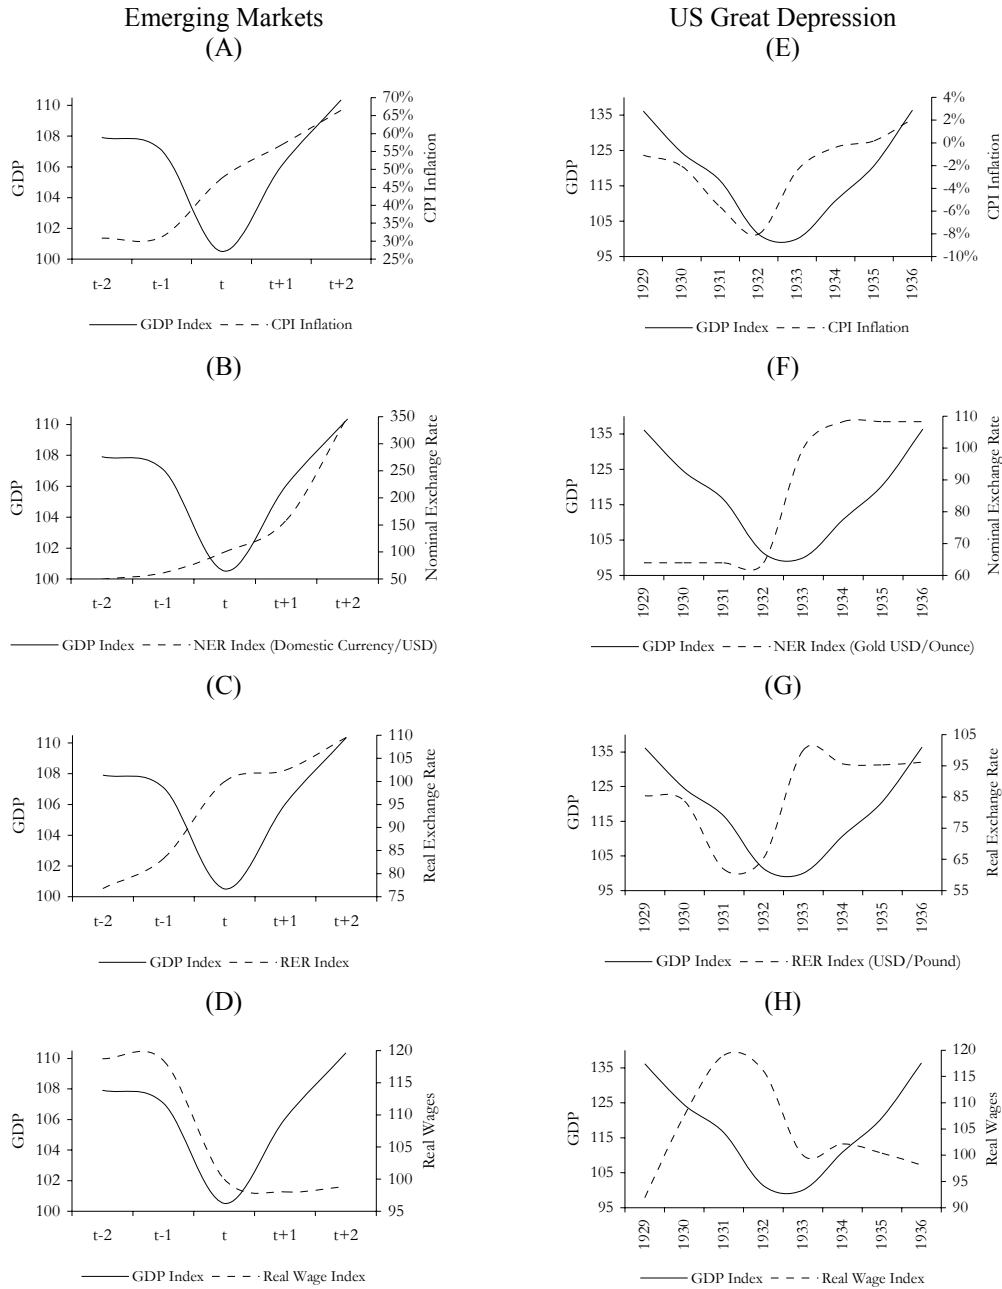 Emerging Markets
(A)
GDP
110
108
106
104
102
100
70%
65%
60%
55%
50%
45%
40%
35%
30%
25%
CPI Inflation
t-2 t-1 t t+1 t+2
GDP Index CPI Inflation
(B)
GDP
110
108
106
104
102
100
350
300
250
200
150
100
50
Nominal Exchange Rate
t-2 t-1 t t+1 t+2
GDP Index NER Index (Domestic Currency/USD)
(C)
GDP
110
108
106
104
102
100
110
105
100
95
90
85
80
75
Real Exchange Rate
t-2 t-1 t t+1 t+2
GDP Index RER Index
(D)
GDP
110
108
106
104
102
100
120
115
110
105
100
95
Real Wages
t-2 t-1 t t+1 t+2
GDP Index Real Wage Index
US Great Depression
(E)
GDP
135
125
115
105
95
4%
2%
0%
-2%
-4%
-6%
-8%
-10%
CPI Inflation
1929 1930 1931 1932 1933 1934 1935 1936
GDP Index CPI Inflation
(F)
GDP
135
125
115
105
95
110
100
90
80
70
60
Nominal Exchange Rate
1929 1930 1931 1932 1933 1934 1935 1936
GDP Index NER Index (Gold USD/Ounce)
(G)
GDP
135
125
115
105
95
105
95
85
75
65
55
Real Exchange Rate
1929 1930 1931 1932 1933 1934 1935 1936
GDP Index RER Index (USD/Pound)
(H)
GDP
135
125
115
105
95
120
115
110
105
100
95
90
Real Wages
1929 1930 1931 1932 1933 1934 1935 1936
GDP Index Real Wage Index